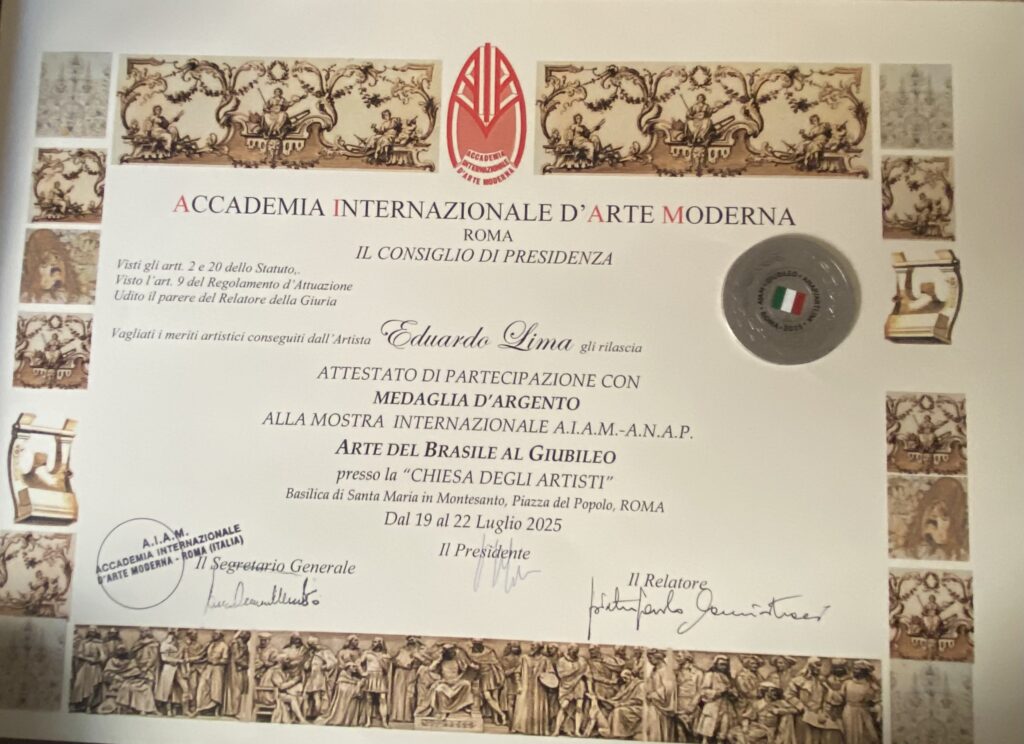 ACCADEMIA
INTERNAZIONALE
D'ARTE MODERNA
ACCADEMIA INTERNAZIONALE D'ARTE MODERNA
ROMA
IL CONSIGLIO DI PRESIDENZA
Visti gli artt. 2 e 20 dello Statuto,.
Visto l'art. 9 del Regolamento d'Attuazione
Udito il parere del Relatore della Giuria
Vagliati i meriti artistici conseguiti dall'Artista Eduardo Lima gli rilascia
ATTESTATO DI PARTECIPAZIONE CON
MEDAGLIA D'ARGENTO
ALLA MOSTRA INTERNAZIONALE A.I.A.M.-A.N.A.P.
ARTE DEL BRASILE AL GIUBILEO
presso la “CHIESA DEGLI ARTISTI”
Basilica di Santa Maria in Montesanto, Piazza del Popolo, ROMA
Dal 19 al 22 Luglio 2025
A.I.A.M.
ACCADEMIA INTERNAZIONALE
D'ARTE MODERNA - ROMA (ITALIA)
Il Segretario Generale
Il Presidente
Il Relatore